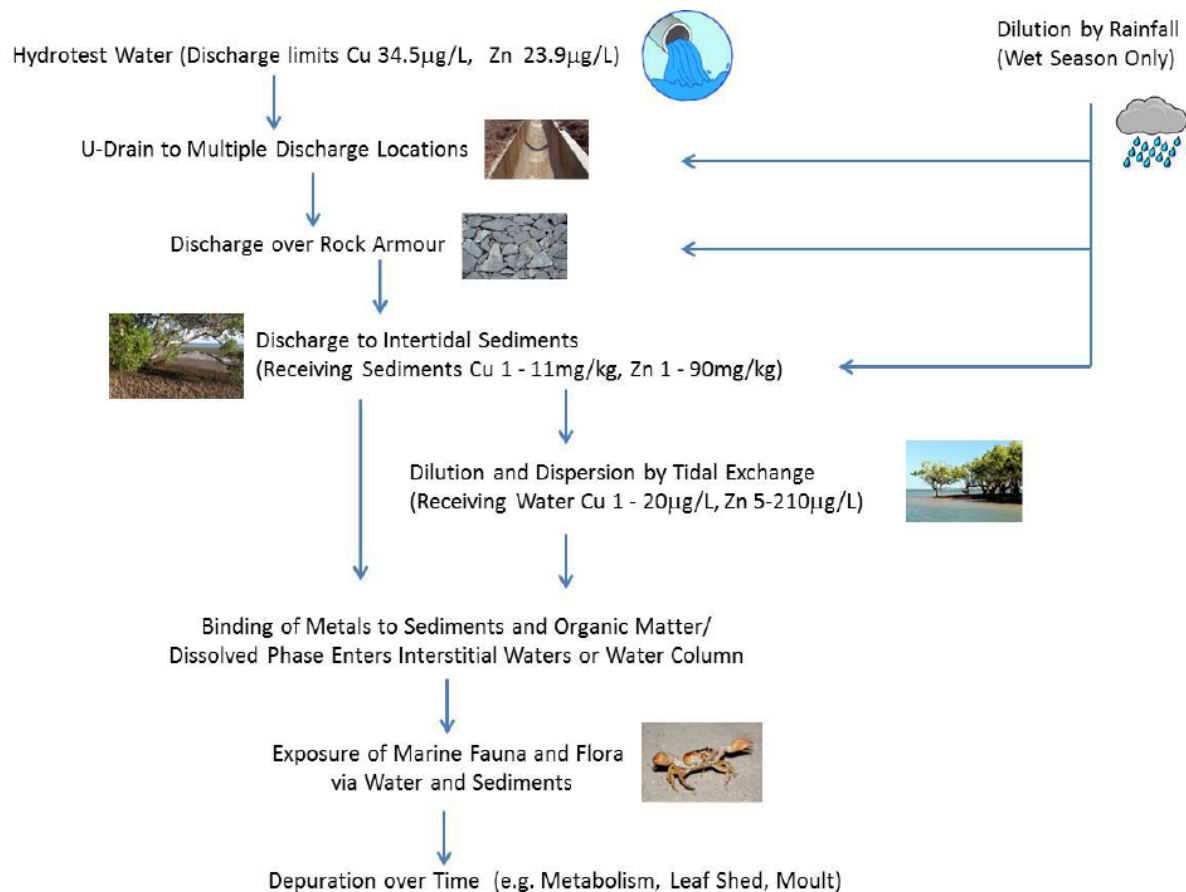 Hydrotest Water (Discharge limits Cu 34.5µg/L, Zn 23.9µg/L)
Dilution by Rainfall
(Wet Season Only)
U-Drain to Multiple Discharge Locations
Discharge over Rock Armour
Discharge to Intertidal Sediments
(Receiving Sediments Cu 1 - 11mg/kg, Zn 1 - 90mg/kg)
Dilution and Dispersion by Tidal Exchange
(Receiving Water Cu 1 - 20µg/L, Zn 5-210µg/L)
Binding of Metals to Sediments and Organic Matter/
Dissolved Phase Enters Interstitial Waters or Water Column
Exposure of Marine Fauna and Flora
via Water and Sediments
Depuration over Time (e.g. Metabolism, Leaf Shed, Moult)